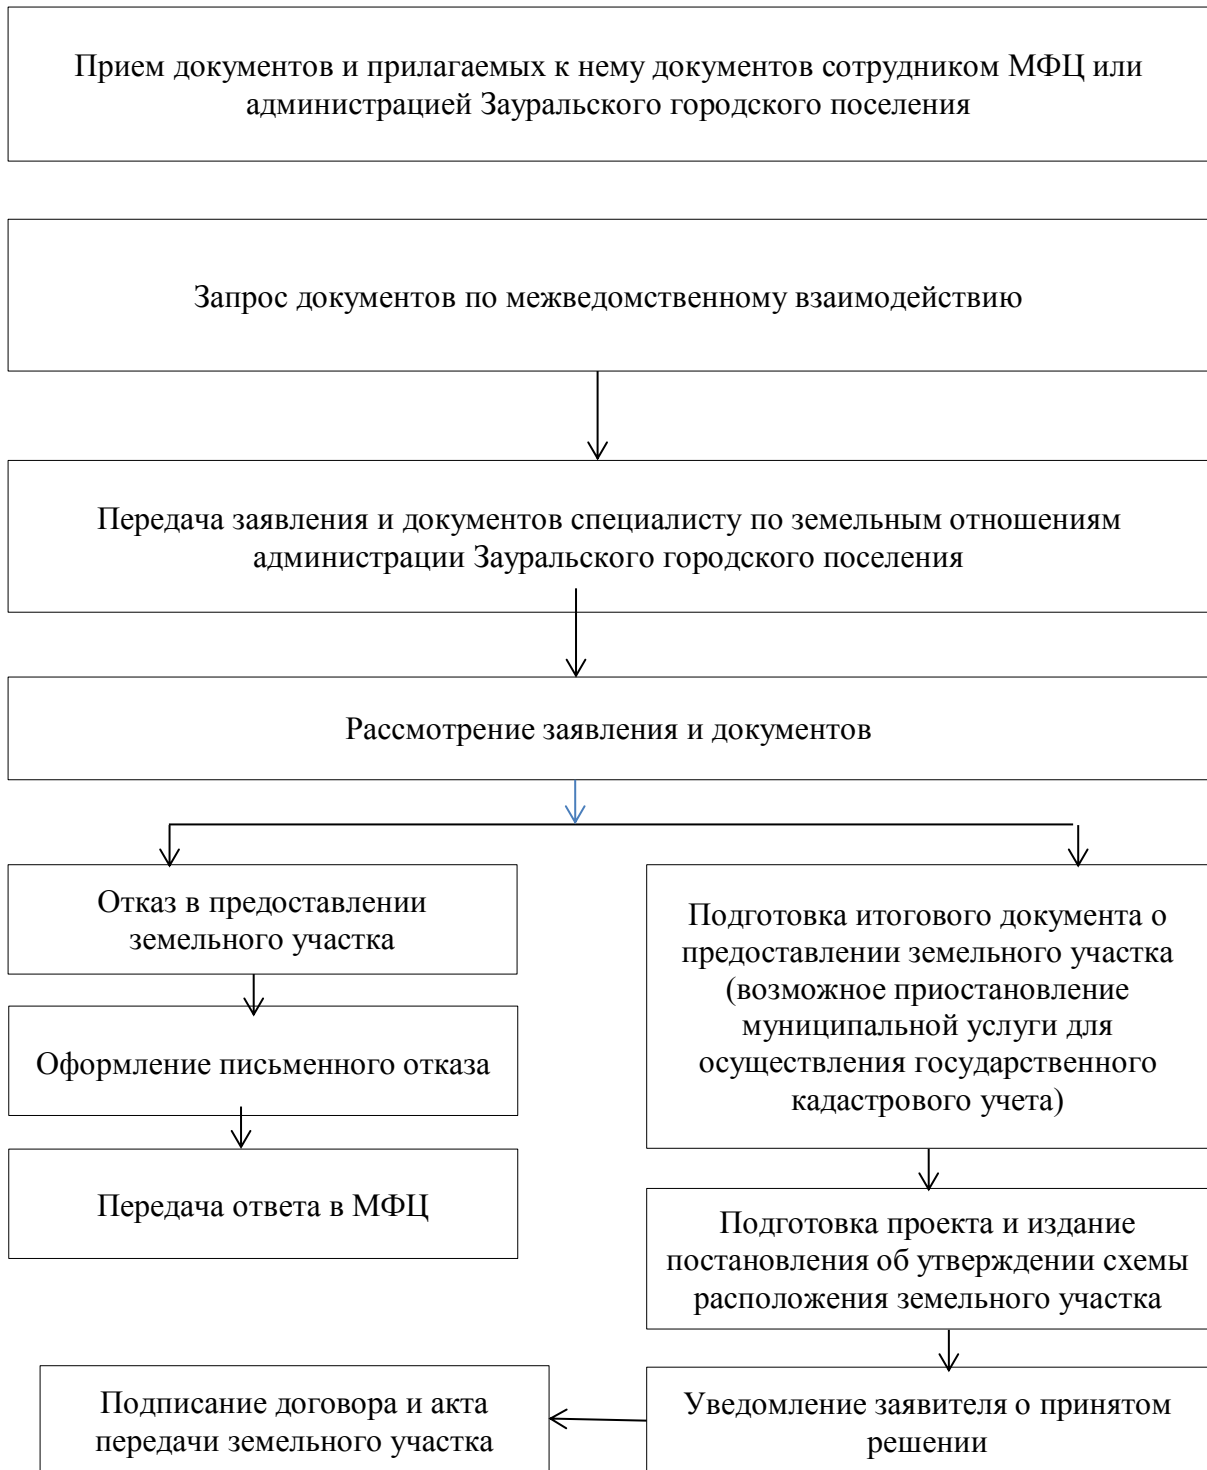 Прием документов и прилагаемых к нему документов сотрудником МФЦ или
администрацией Зауральского городского поселения
Запрос документов по межведомственному взаимодействию
Передача заявления и документов специалисту по земельным отношениям
администрации Зауральского городского поселения
Рассмотрение заявления и документов
Отказ в предоставлении
земельного участка
Оформление письменного отказа
Передача ответа в МФЦ
Подготовка итогового документа о
предоставлении земельного участка
(возможное приостановление
муниципальной услуги для
осуществления государственного
кадастрового учета)
Подготовка проекта и издание
постановления об утверждении схемы
расположения земельного участка
Уведомление заявителя о принятом
решении
Подписание договора и акта
передачи земельного участка